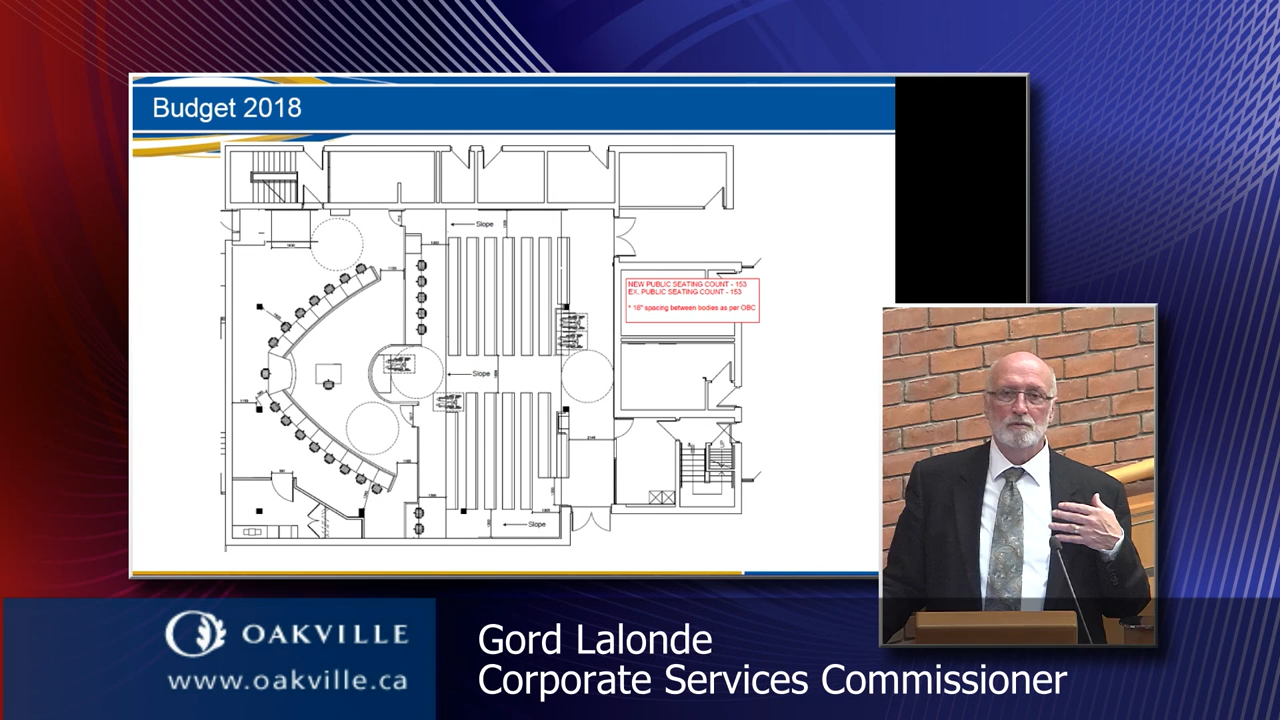 Budget 2018
Slope
NEW PUBLIC SEATING COUNT - 153
EX. PUBLIC SEATING COUNT - 153
* 18" spacing between bodies as per OBC
Slope
Slope
OAKVILLE
www.oakville.ca
Gord Lalonde
Corporate Services Commissioner